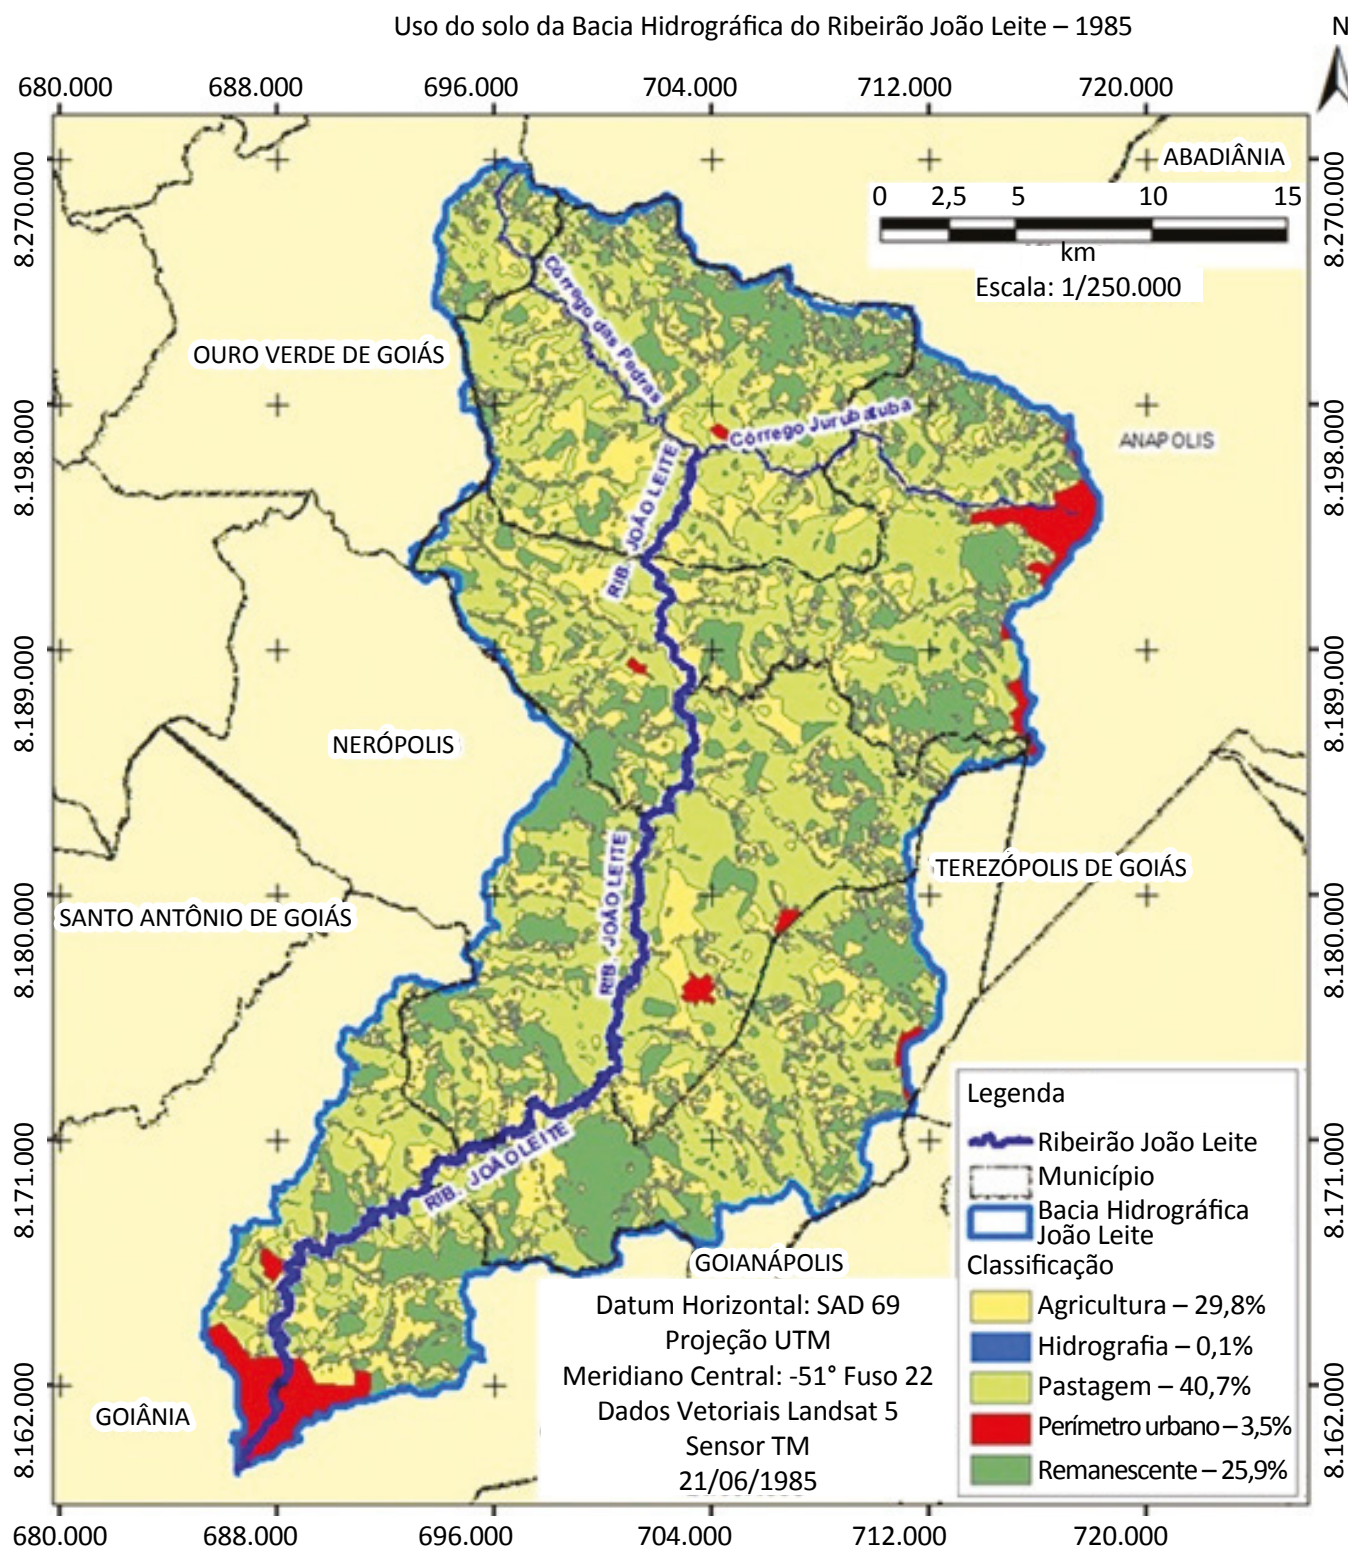 Uso do solo da Bacia Hidrográfica do Ribeirão João Leite – 1985
N
680.000 688.000 696.000 704.000 712.000 720.000
ABADIÂNIA
0 2,5 5 10 15
km
Escala: 1/250.000
8.270.000
8.270.000
Córrego das Pedras
OURO VERDE DE GOIÁS
Córrego Jurubatuba
ANAPOLIS
8.198.000
8.198.000
RIB. JOÃO LEITE
8.189.000
8.189.000
NERÓPOLIS
TEREZÓPOLIS DE GOIÁS
RIB. JOÃO LEITE
SANTO ANTÔNIO DE GOIÁS
8.180.000
8.180.000
RIB. JOÃO LEITE
8.171.000
8.171.000
GOIANÁPOLIS
GOIÂNIA
8.162.000
8.162.000
Datum Horizontal: SAD 69
Projeção UTM
Meridiano Central: -51° Fuso 22
Dados Vetoriais Landsat 5
Sensor TM
21/06/1985
Legenda
Ribeirão João Leite
Município
Bacia Hidrográfica
João Leite
Classificação
Agricultura – 29,8%
Hidrografia – 0,1%
Pastagem – 40,7%
Perímetro urbano – 3,5%
Remanescente – 25,9%
680.000 688.000 696.000 704.000 712.000 720.000